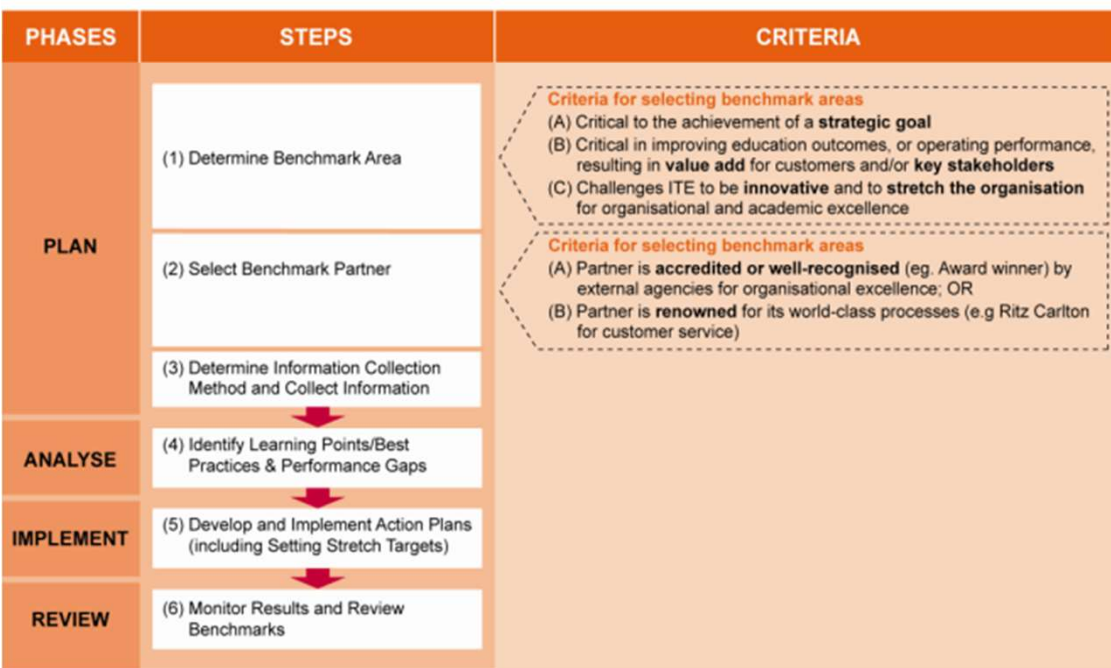 PHASES
STEPS
CRITERIA
PLAN
(1) Determine Benchmark Area
Criteria for selecting benchmark areas
(A) Critical to the achievement of a strategic goal
(B) Critical in improving education outcomes, or operating performance,
resulting in value add for customers and/or key stakeholders
(C) Challenges ITE to be innovative and to stretch the organisation
for organisational and academic excellence
(2) Select Benchmark Partner
Criteria for selecting benchmark areas
(A) Partner is accredited or well-recognised (eg. Award winner) by
external agencies for organisational excellence; OR
(B) Partner is renowned for its world-class processes (e.g Ritz Carlton
for customer service)
(3) Determine Information Collection
Method and Collect Information
ANALYSE
(4) Identify Learning Points/Best
Practices & Performance Gaps
IMPLEMENT
(5) Develop and Implement Action Plans
(including Setting Stretch Targets)
REVIEW
(6) Monitor Results and Review
Benchmarks